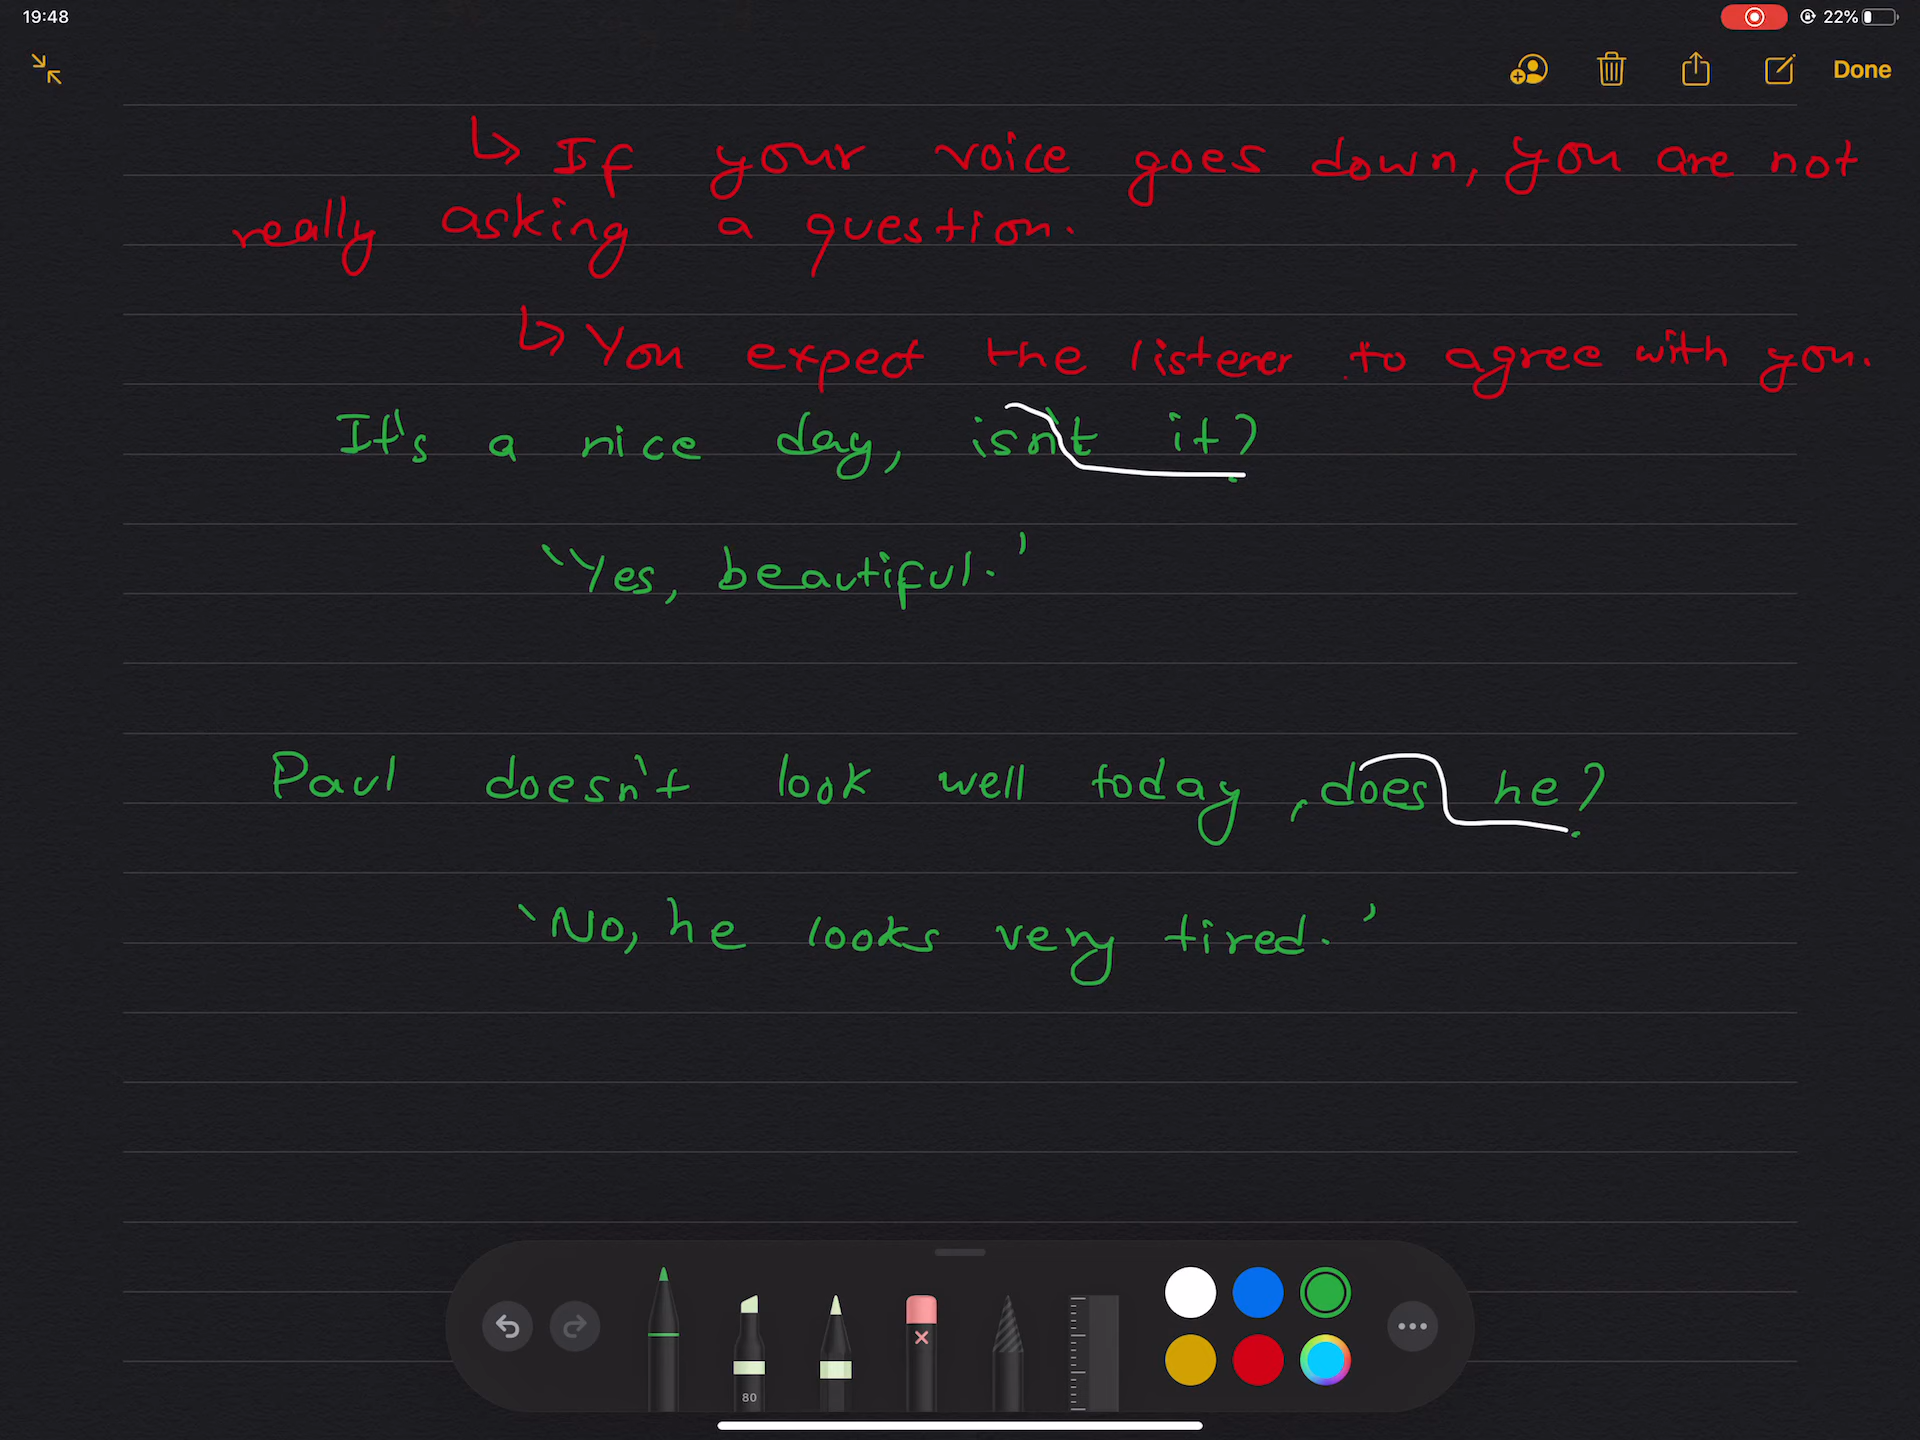 19:48
22%
Done
↳ If your voice goes down, you are not
really asking a question.
↳ You expect the listener to agree with you.
It's a nice day, isn't it?
'Yes, beautiful.'
Paul doesn't look well today, does he?
'No, he looks very tired.'
80